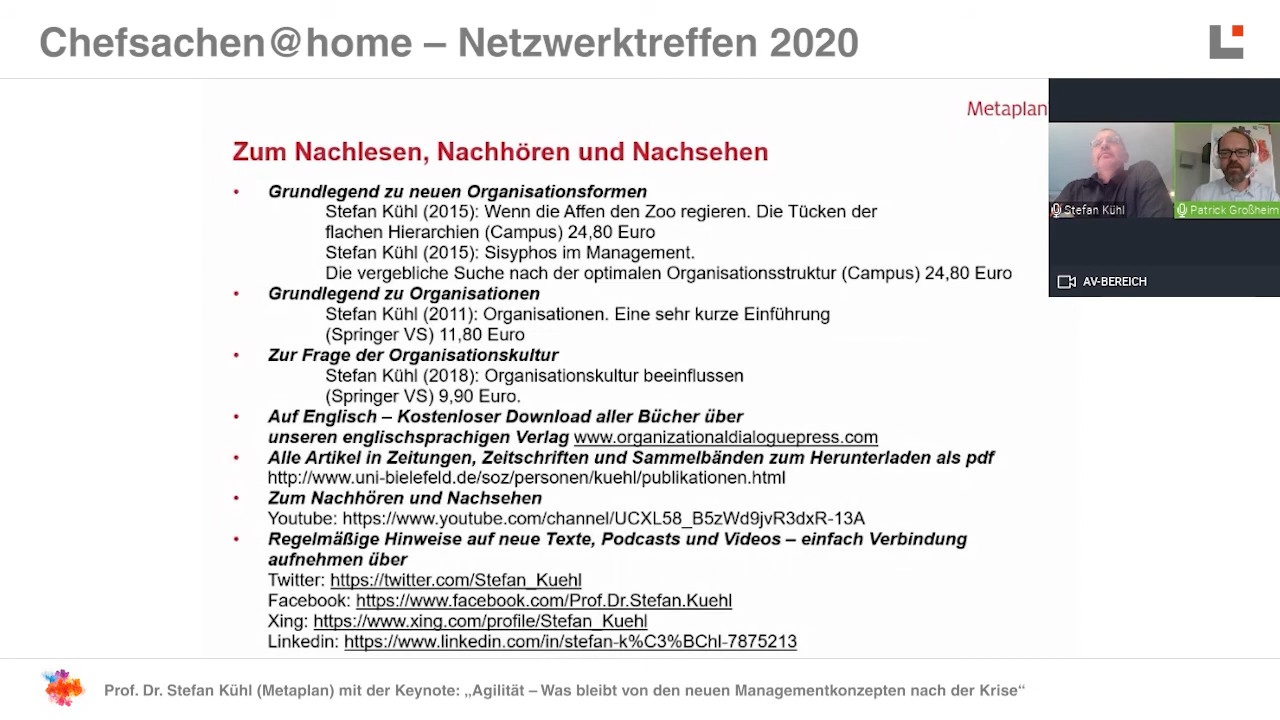 Chefsachen@home – Netzwerktreffen 2020
Metaplan
Zum Nachlesen, Nachhören und Nachsehen
• Grundlegend zu neuen Organisationsformen
Stefan Kühl (2015): Wenn die Affen den Zoo regieren. Die Tücken der
flachen Hierarchien (Campus) 24,80 Euro
Stefan Kühl (2015): Sisyphos im Management.
Die vergebliche Suche nach der optimalen Organisationsstruktur (Campus) 24,80 Euro
• Grundlegend zu Organisationen
Stefan Kühl (2011): Organisationen. Eine sehr kurze Einführung
(Springer VS) 11,80 Euro
• Zur Frage der Organisationskultur
Stefan Kühl (2018): Organisationskultur beeinflussen
(Springer VS) 9,90 Euro.
• Auf Englisch – Kostenloser Download aller Bücher über
unseren englischsprachigen Verlag www.organizationaldialoguepress.com
• Alle Artikel in Zeitungen, Zeitschriften und Sammelbänden zum Herunterladen als pdf
http://www.uni-bielefeld.de/soz/personen/kuehl/publikationen.html
• Zum Nachhören und Nachsehen
Youtube: https://www.youtube.com/channel/UCXL58_B5zWd9jvR3dxR-13A
• Regelmäßige Hinweise auf neue Texte, Podcasts und Videos – einfach Verbindung
aufnehmen über
Twitter: https://twitter.com/Stefan_Kuehl
Facebook: https://www.facebook.com/Prof.Dr.Stefan.Kuehl
Xing: https://www.xing.com/profile/Stefan_Kuehl
Linkedin: https://www.linkedin.com/in/stefan-k%C3%BChl-7875213
Stefan Kühl
Patrick Großheim
AV-BEREICH
Prof. Dr. Stefan Kühl (Metaplan) mit der Keynote: „Agilität – Was bleibt von den neuen Managementkonzepten nach der Krise“